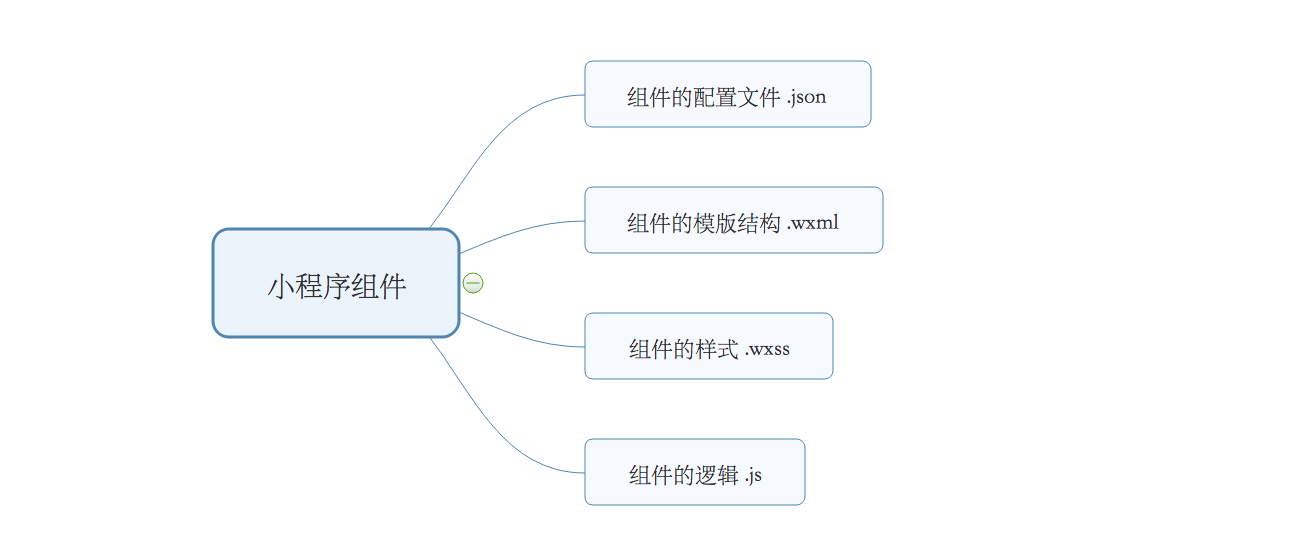 组件的配置文件 .json
组件的模版结构 .wxml
小程序组件
组件的样式 .wxss
组件的逻辑 .js